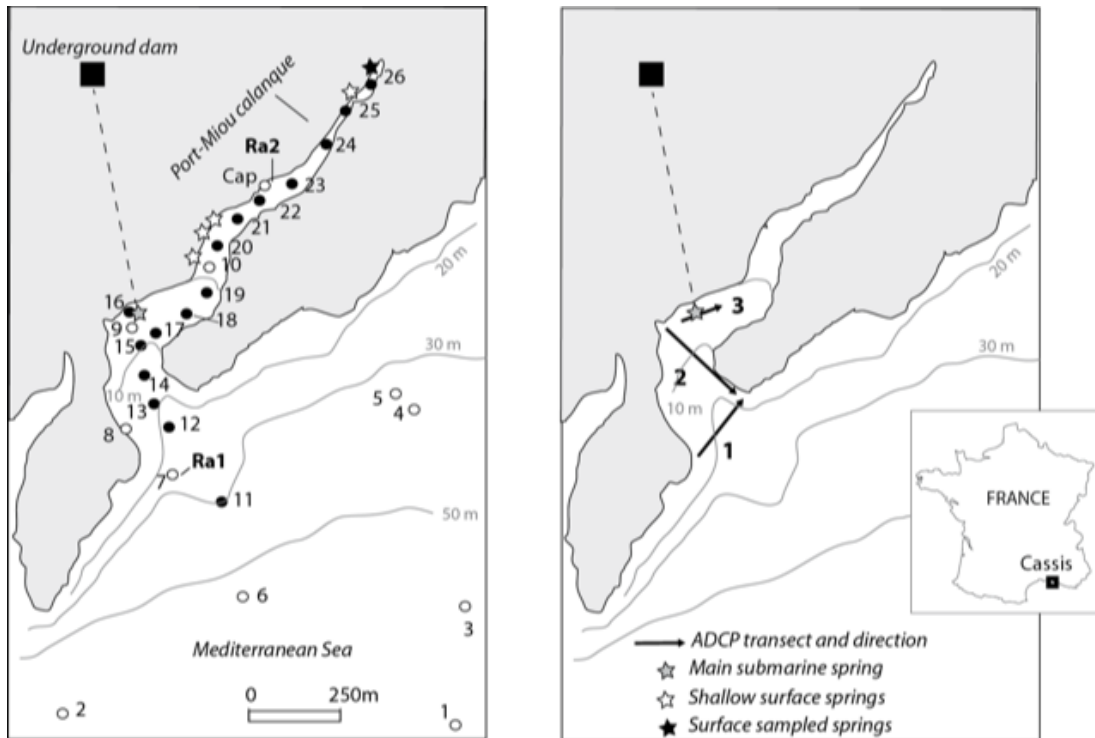 Underground dam
26
Port-Miou calanque
25
Ra2
24
Cap
23
22
21
20
10
20 m
19
16
18
9
17
15
30 m
14
10 m
5
4
13
12
8
Ra1
7
11
50 m
6
3
Mediterranean Sea
0 250m
2
1
20 m
3
30 m
2
10 m
1
FRANCE
Cassis
ADCP transect and direction
Main submarine spring
Shallow surface springs
Surface sampled springs